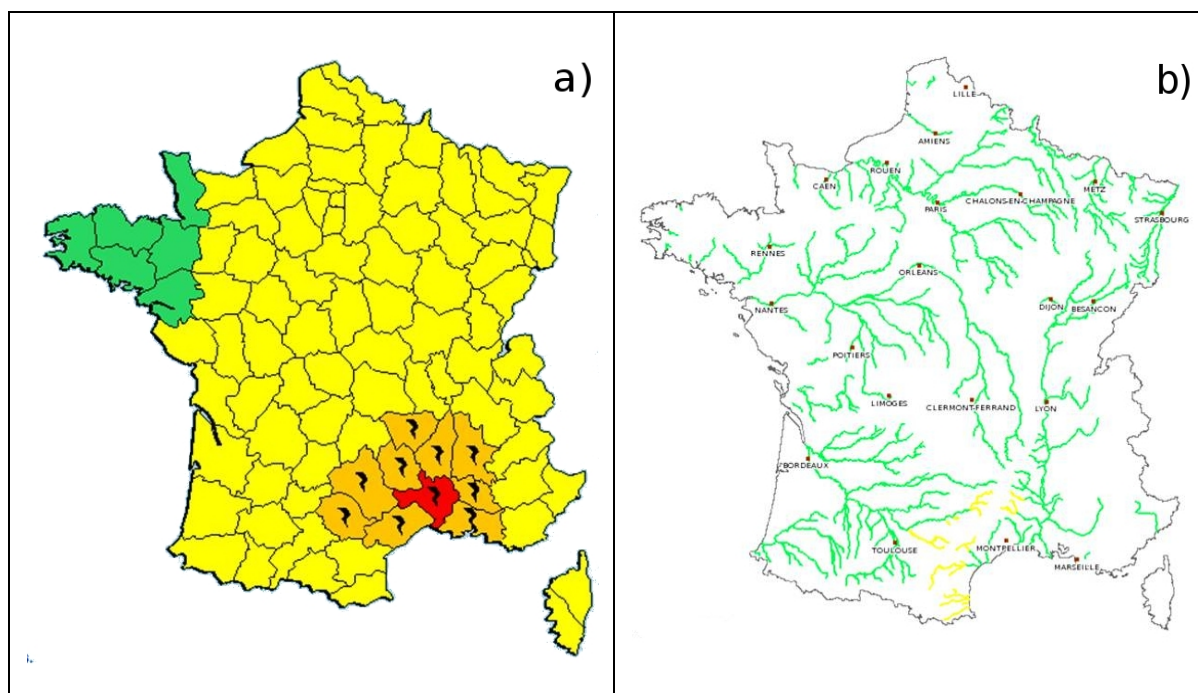 a)
b)
LILLE
AMIENS
ROUEN
CAEN
METZ
CHALONS-EN-CHAMPAGNE
PARIS
STRASBOURG
RENNES
ORLEANS
NANTES
DIJON
BESANCON
POITIERS
LIMOGES
CLERMONT-FERRAND
LYON
BORDEAUX
TOULOUSE
MONTPELLIER
MARSEILLE